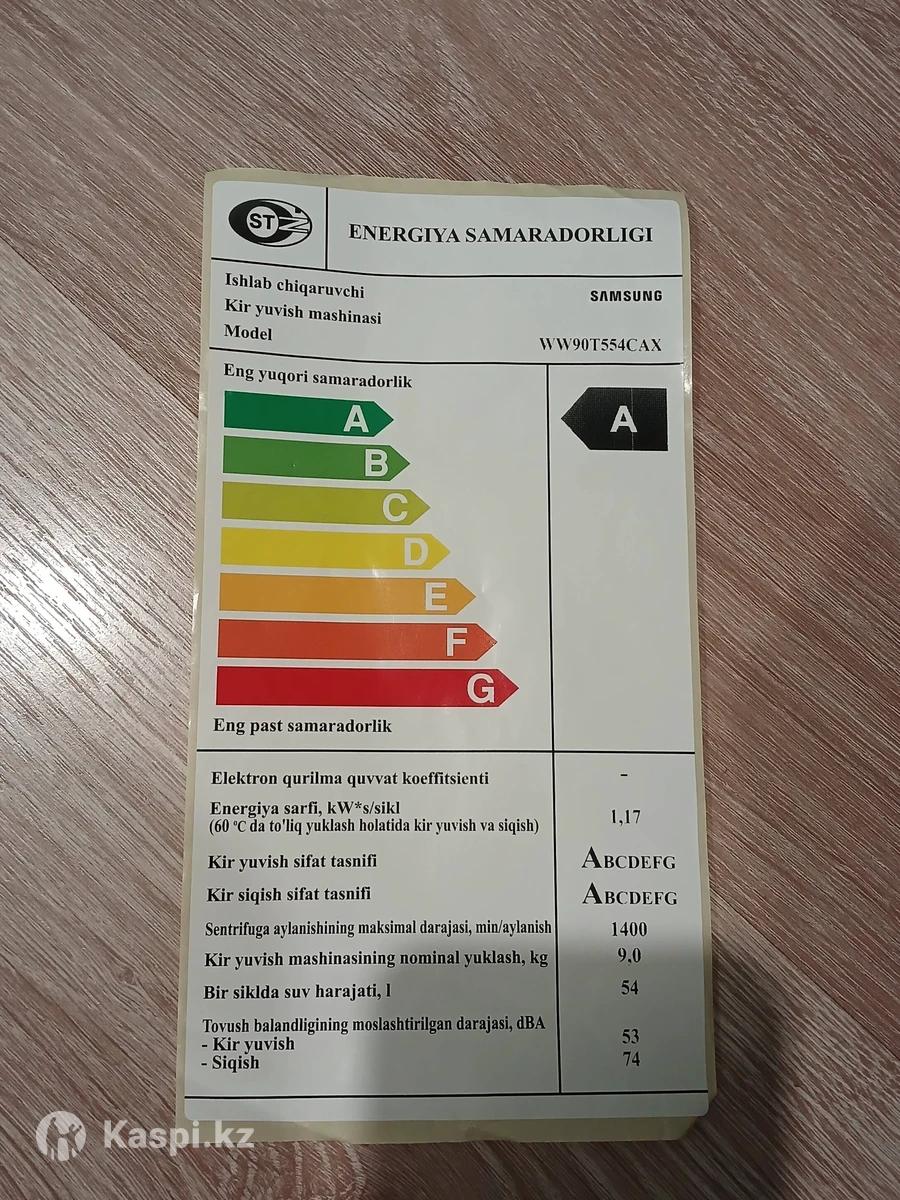 ST
ENERGIYA SAMARADORLIGI
Ishlab chiqaruvchi SAMSUNG
Kir yuvish mashinasi
Model WW90T554CAX
Eng yuqori samaradorlik
A A
B
C
D
E
F
G
Eng past samaradorlik
Elektron qurilma quvvat koeffitsienti -
Energiya sarfi, kW*s/sikl
(60 °C da to'liq yuklash holatida kir yuvish va siqish) 1,17
Kir yuvish sifat tasnifi ABCDEFG
Kir siqish sifat tasnifi ABCDEFG
Sentrifuga aylanishining maksimal darajasi, min/aylanish 1400
Kir yuvish mashinasining nominal yuklash, kg 9,0
Bir siklda suv harajati, l 54
Tovush balandligining moslashtirilgan darajasi, dBA
- Kir yuvish 53
- Siqish 74
Kaspi.kz